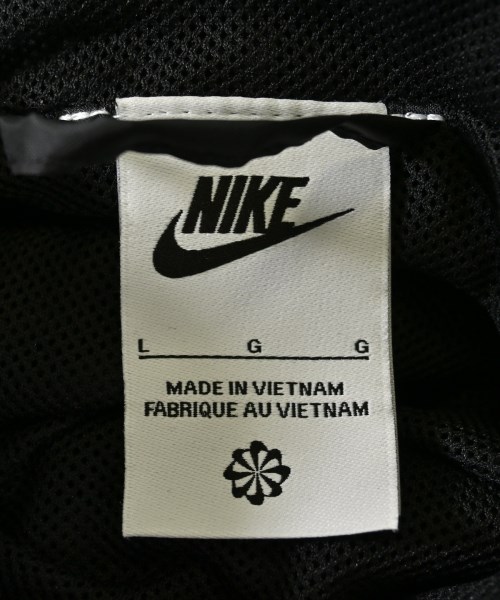 NIKE
L G G
MADE IN VIETNAM
FABRIQUE AU VIETNAM